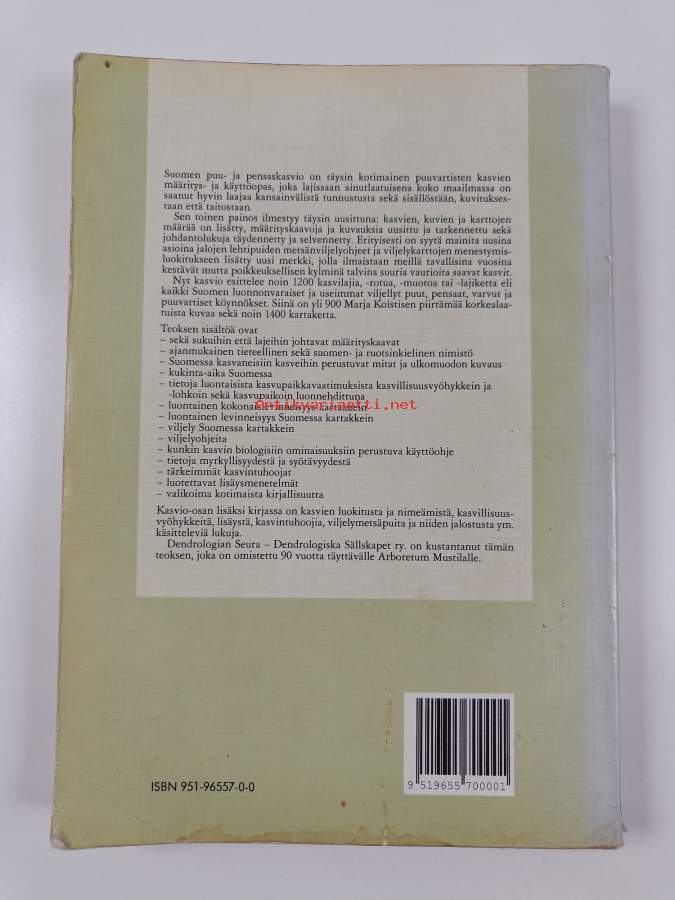 Suomen puu- ja pensaskasvio on täysin kotimainen puuvartisten kasvien
määritys- ja käyttöopas, joka lajissaan ainutlaatuisena koko maailmassa on
saanut hyvin laajaa kansainvälistä tunnustusta sekä sisällöstään, kuvitukses-
taan että taitostaan.
Sen toinen painos ilmestyy täysin uusittuna: kasvien, kuvien ja karttojen
määrää on lisätty, määrityskaavoja ja kuvauksia uusittu ja tarkennettu sekä
johdantolukuja täydennetty ja selvennetty. Erityisesti on syytä mainita uusina
asioina jalojen lehtipuiden metsänviljelyohjeet ja viljelykarttojen menestymis-
luokitukseen lisätty uusi merkki, jolla ilmaistaan meillä tavallisina vuosina
kestävät mutta poikkeuksellisen kylminä talvina suuria vaurioita saavat kasvit.
Nyt kasvio esittelee noin 1200 kasvilajia, -rotua, -muotoa tai -lajiketta eli
kaikki Suomen luonnonvaraiset ja useimmat viljellyt puut, pensaat, varvut ja
puuvartiset köynnökset. Siinä on yli 900 Marja Koistisen piirtämää korkealaa-
tuista kuvaa sekä noin 1400 kartaketta.
Teoksen sisältöä ovat
– sekä sukuihin että lajeihin johtavat määrityskaavat
– ajanmukainen tieteellinen sekä suomen- ja ruotsinkielinen nimistö
– Suomessa kasvaneisiin kasveihin perustuvat mitat ja ulkomuodon kuvaus
– kukinta-aika Suomessa
– tietoja luontaisista kasvupaikkavaatimuksista kasvillisuusvyöhykkein ja
-lohkoin sekä kasvupaikoin luonnehdittuna
– luontainen kokonaislevinneisyys kartakkein
antikvariaatti.net
– luontainen levinneisyys Suomessa kartakkein
– viljely Suomessa kartakkein
– viljelyohjeita
– kunkin kasvin biologisiin ominaisuuksiin perustuva käyttöohje
– tietoja myrkyllisyydestä ja syötävyydestä
– tärkeimmät kasvintuhoojat
– luotettavat lisäysmenetelmät
– valikoima kotimaista kirjallisuutta
Kasvio-osan lisäksi kirjassa on kasvien luokitusta ja nimeämistä, kasvillisuus-
vyöhykkeitä, lisäystä, kasvintuhoojia, viljelymetsäpuita ja niiden jalostusta ym.
käsitteleviä lukuja.
Dendrologian Seura – Dendrologiska Sällskapet ry. on kustantanut tämän
teoksen, joka on omistettu 90 vuotta täyttävälle Arboretum Mustilalle.
ISBN 951-96557-0-0
9 519655 700001